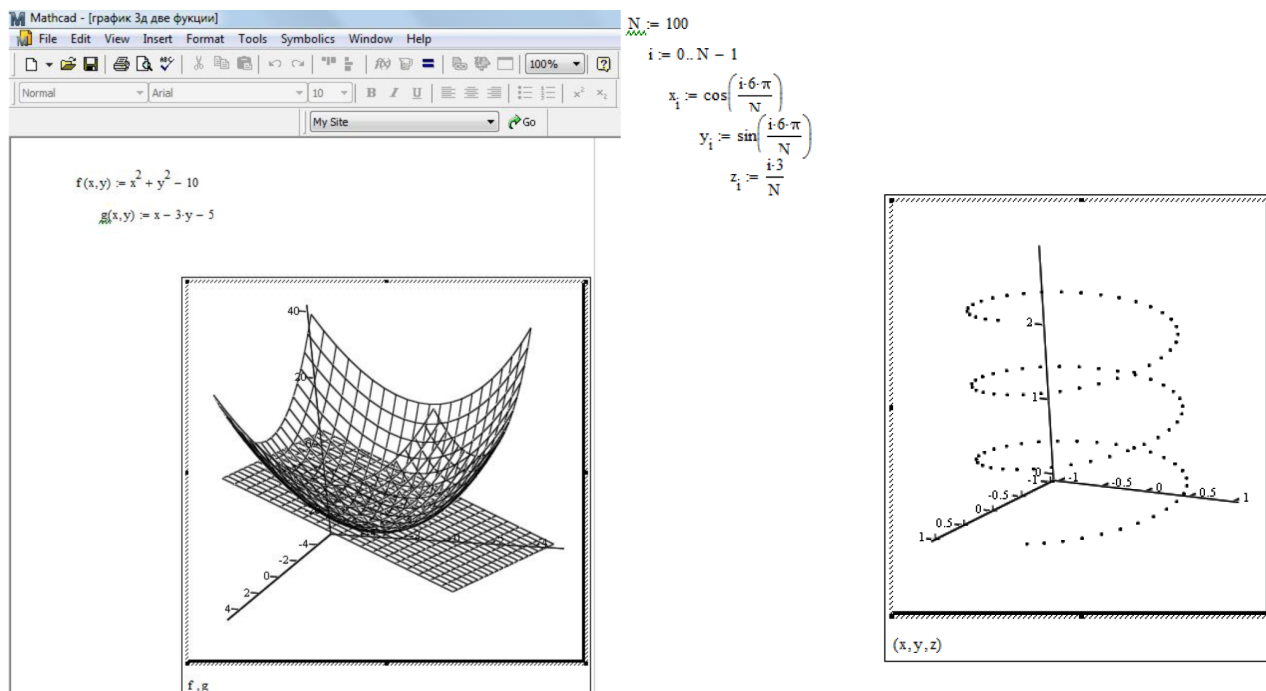 Mathcad - [график 3д две фукции]
File Edit View Insert Format Tools Symbolics Window Help
100%
Normal Arial 10 B I U
My Site Go
f(x,y) := x² + y² − 10
g(x,y) := x − 3·y − 5
40
20
-4
-2
0
2
4
f,g
N := 100
i := 0.. N − 1
xᵢ := cos(i·6·π/N)
yᵢ := sin(i·6·π/N)
zᵢ := i·3/N
2
1
0
-1 -1
-0.5 -0.5
0 0
0.5 0.5
1 1
(x,y,z)